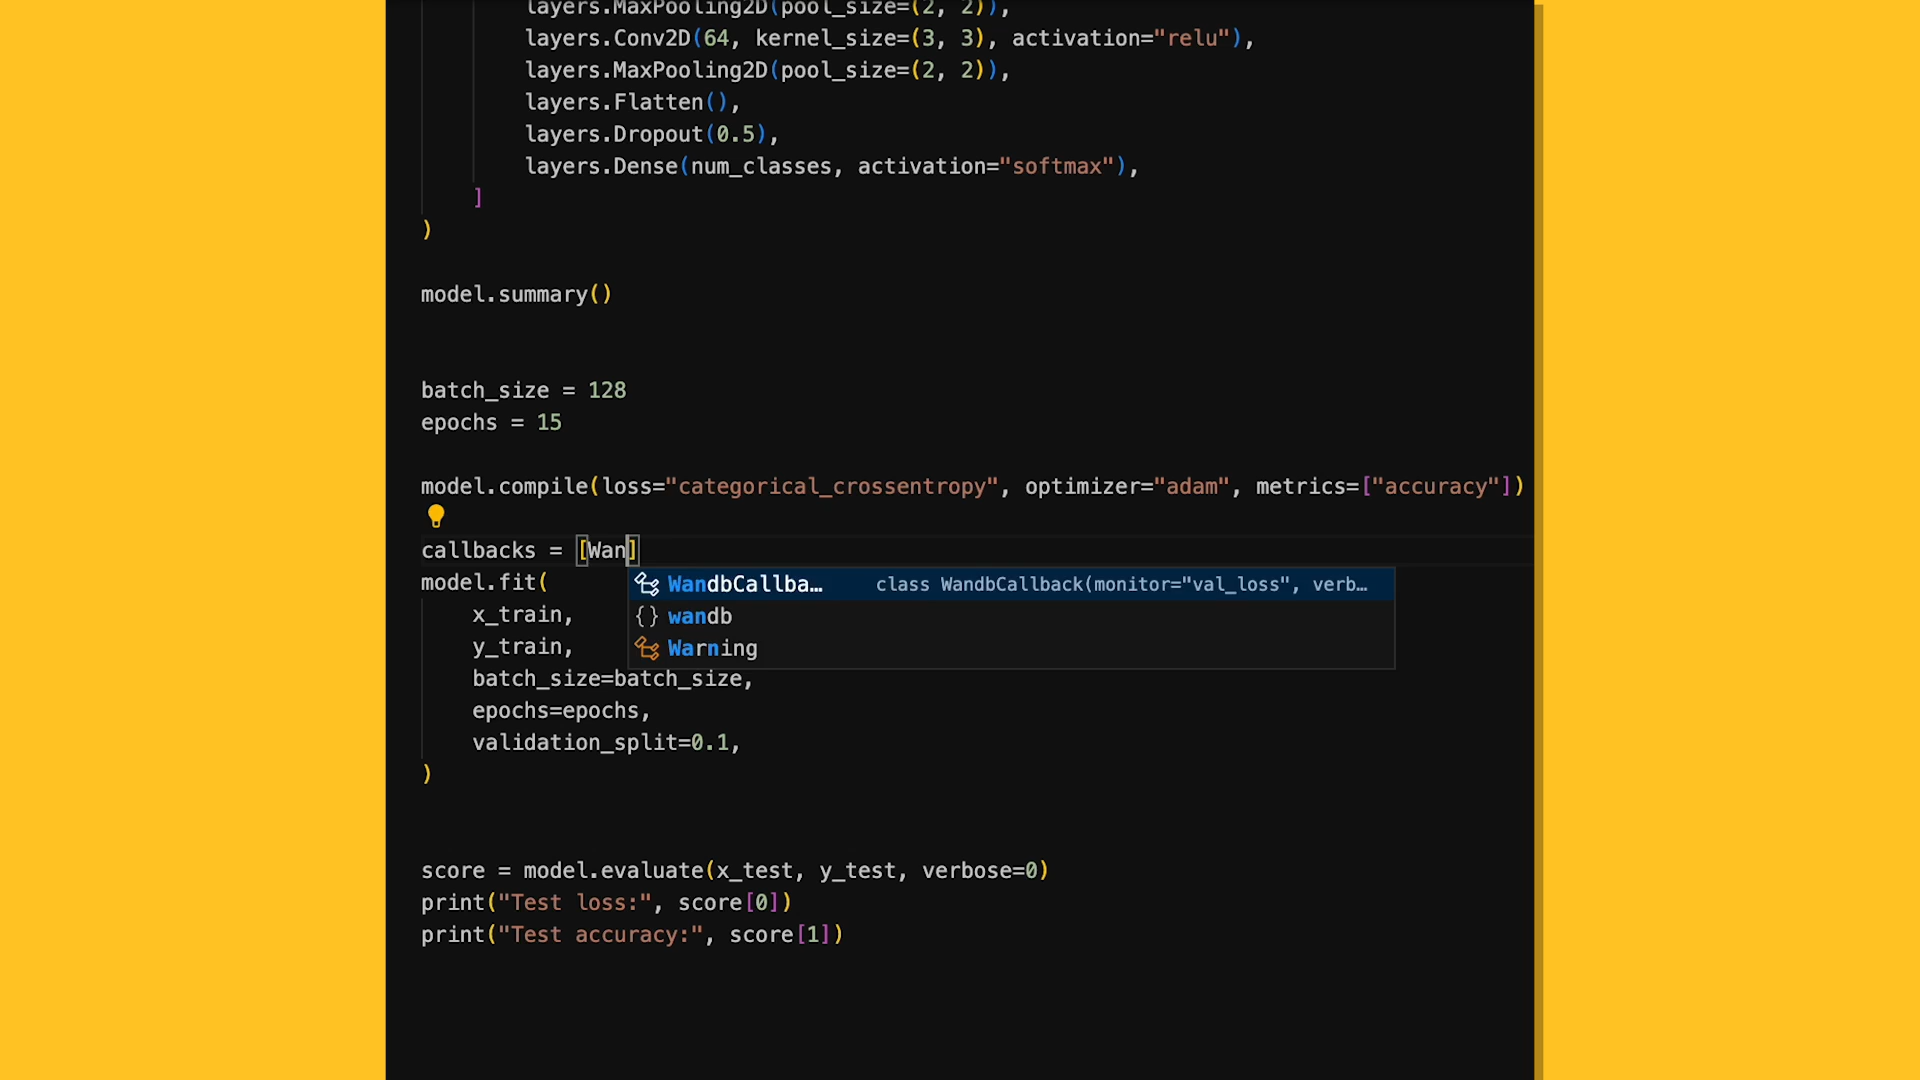 layers.MaxPooling2D(pool_size=(2, 2)),
layers.Conv2D(64, kernel_size=(3, 3), activation="relu"),
layers.MaxPooling2D(pool_size=(2, 2)),
layers.Flatten(),
layers.Dropout(0.5),
layers.Dense(num_classes, activation="softmax"),
]
)
model.summary()
batch_size = 128
epochs = 15
model.compile(loss="categorical_crossentropy", optimizer="adam", metrics=["accuracy"])
callbacks = [Wan]
WandbCallba… class WandbCallback(monitor="val_loss", verb…
{} wandb
Warning
model.fit(
x_train,
y_train,
batch_size=batch_size,
epochs=epochs,
validation_split=0.1,
)
score = model.evaluate(x_test, y_test, verbose=0)
print("Test loss:", score[0])
print("Test accuracy:", score[1])